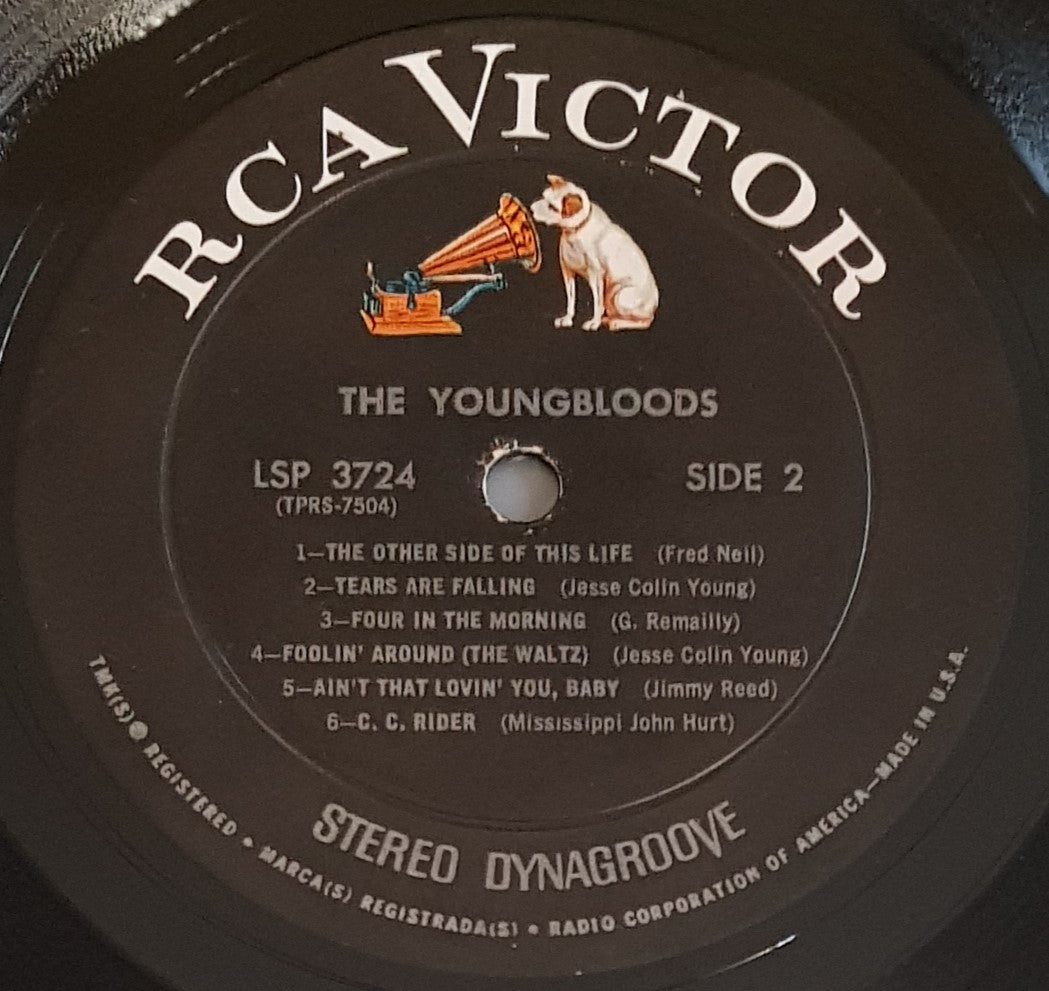 RCA VICTOR
THE YOUNGBLOODS
LSP 3724
(TPRS-7504)
SIDE 2
1—THE OTHER SIDE OF THIS LIFE (Fred Neil)
2—TEARS ARE FALLING (Jesse Colin Young)
3—FOUR IN THE MORNING (G. Remailly)
4—FOOLIN' AROUND (THE WALTZ) (Jesse Colin Young)
5—AIN'T THAT LOVIN' YOU, BABY (Jimmy Reed)
6—C. C. RIDER (Mississippi John Hurt)
STEREO DYNAGROOVE
TMK(S) ® REGISTERED • MARCA(S) REGISTRADA(S) • RADIO CORPORATION OF AMERICA—MADE IN U.S.A.